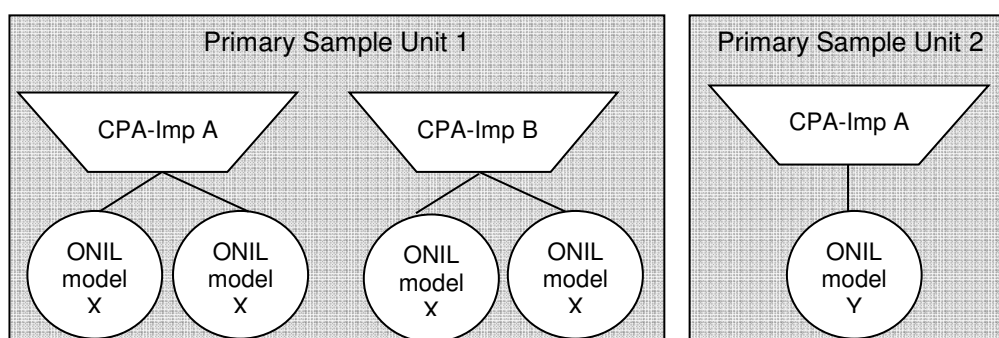 Primary Sample Unit 1
Primary Sample Unit 2
CPA-Imp A
CPA-Imp B
CPA-Imp A
ONIL
model
X
ONIL
model
X
ONIL
model
X
ONIL
model
X
ONIL
model
Y